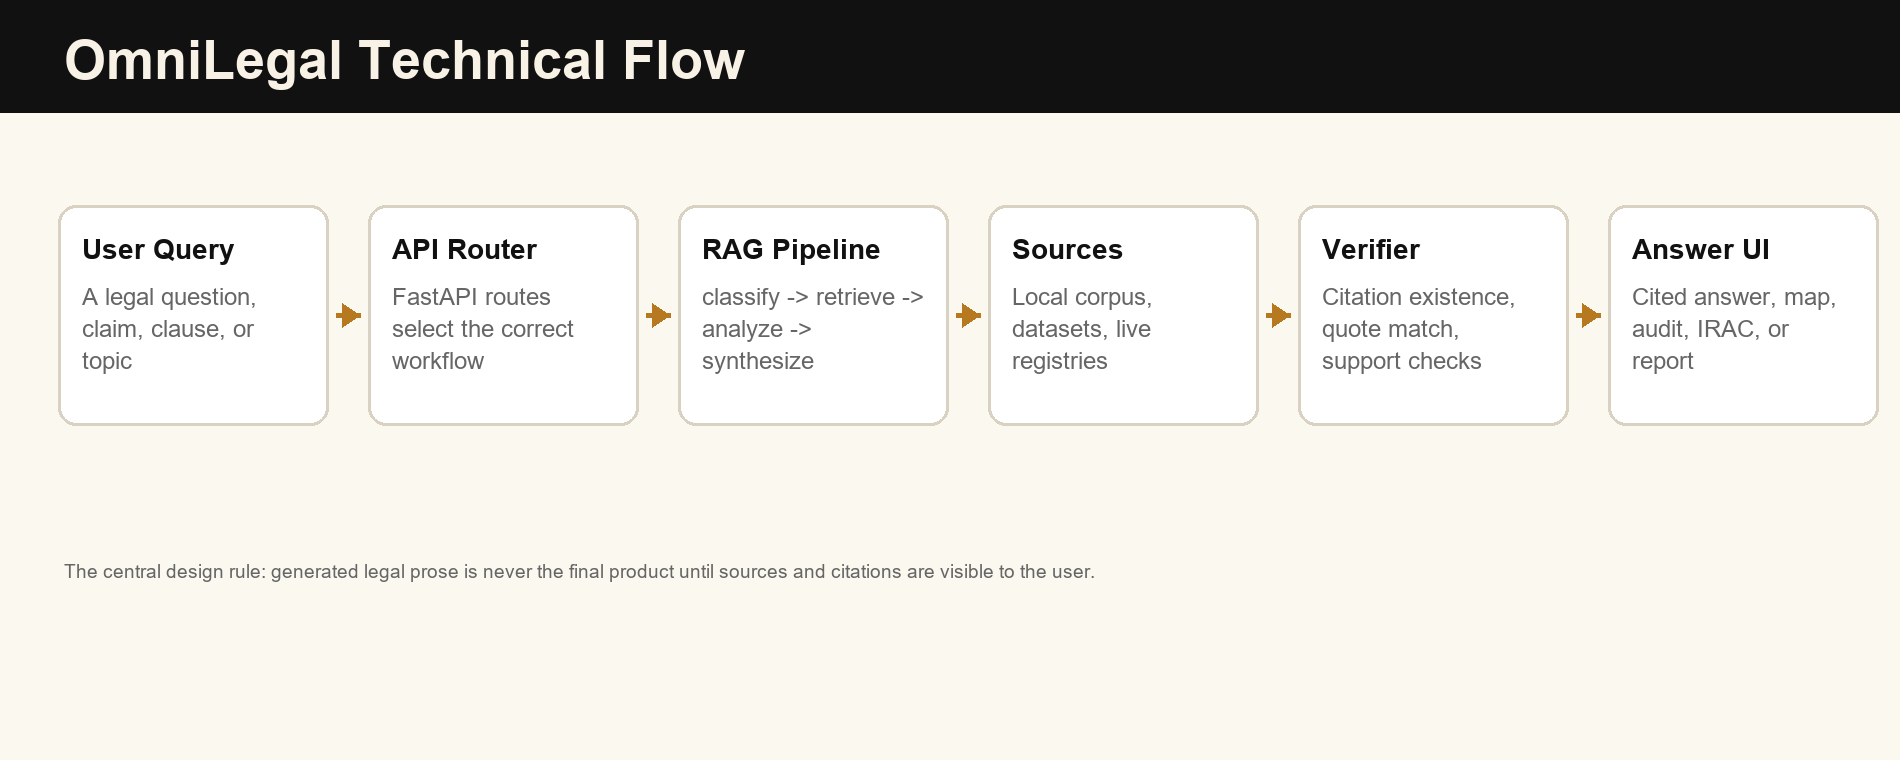 OmniLegal Technical Flow
User Query
A legal question,
claim, clause, or
topic
API Router
FastAPI routes
select the correct
workflow
RAG Pipeline
classify -> retrieve ->
analyze ->
synthesize
Sources
Local corpus,
datasets, live
registries
Verifier
Citation existence,
quote match,
support checks
Answer UI
Cited answer, map,
audit, IRAC, or
report
The central design rule: generated legal prose is never the final product until sources and citations are visible to the user.